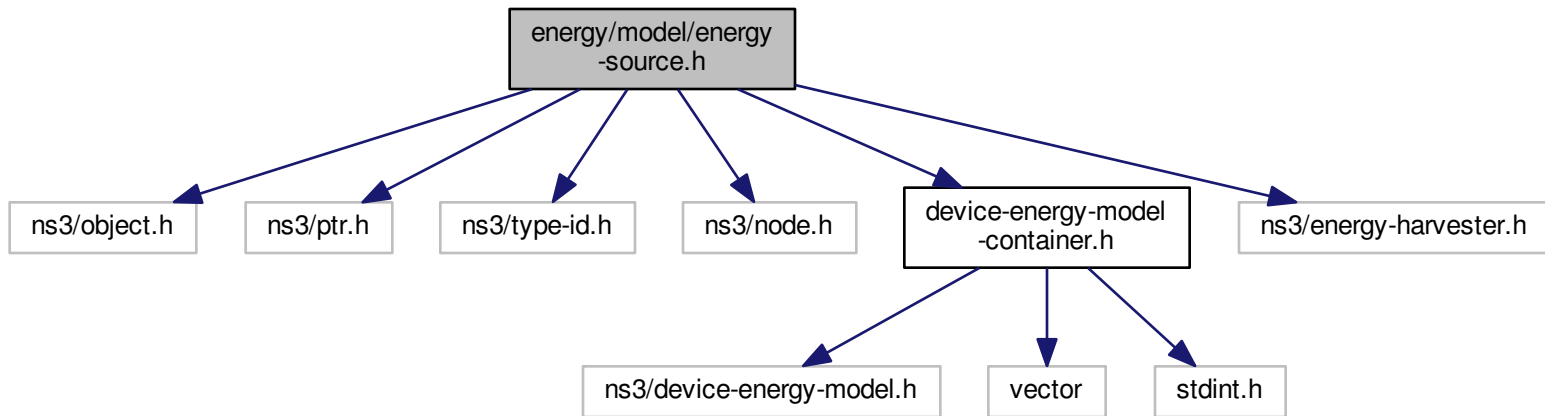 energy/model/energy
-source.h
ns3/object.h
ns3/ptr.h
ns3/type-id.h
ns3/node.h
device-energy-model
-container.h
ns3/energy-harvester.h
ns3/device-energy-model.h
vector
stdint.h